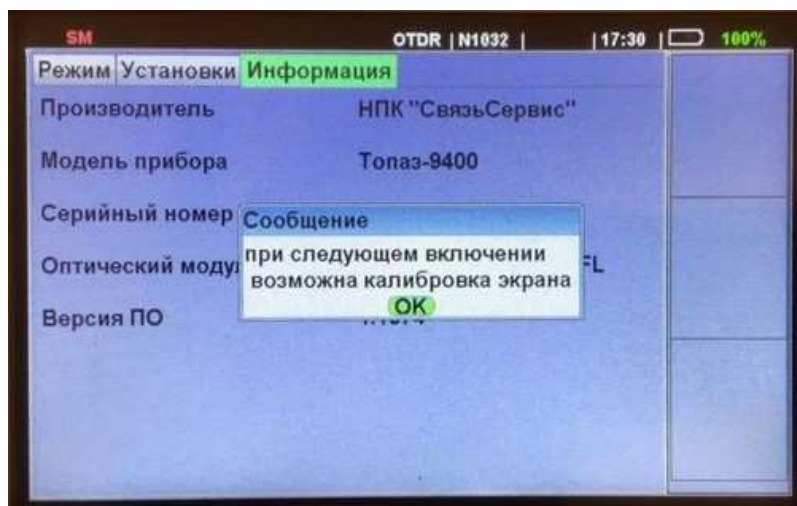 SM OTDR | N1032 | | 17:30 | 100%
Режим Установки Информация
Производитель НПК "СвязьСервис"
Модель прибора Топаз-9400
Серийный номер
Сообщение
Оптический FL
при следующем включении
возможна калибровка экрана
OK
Версия ПО